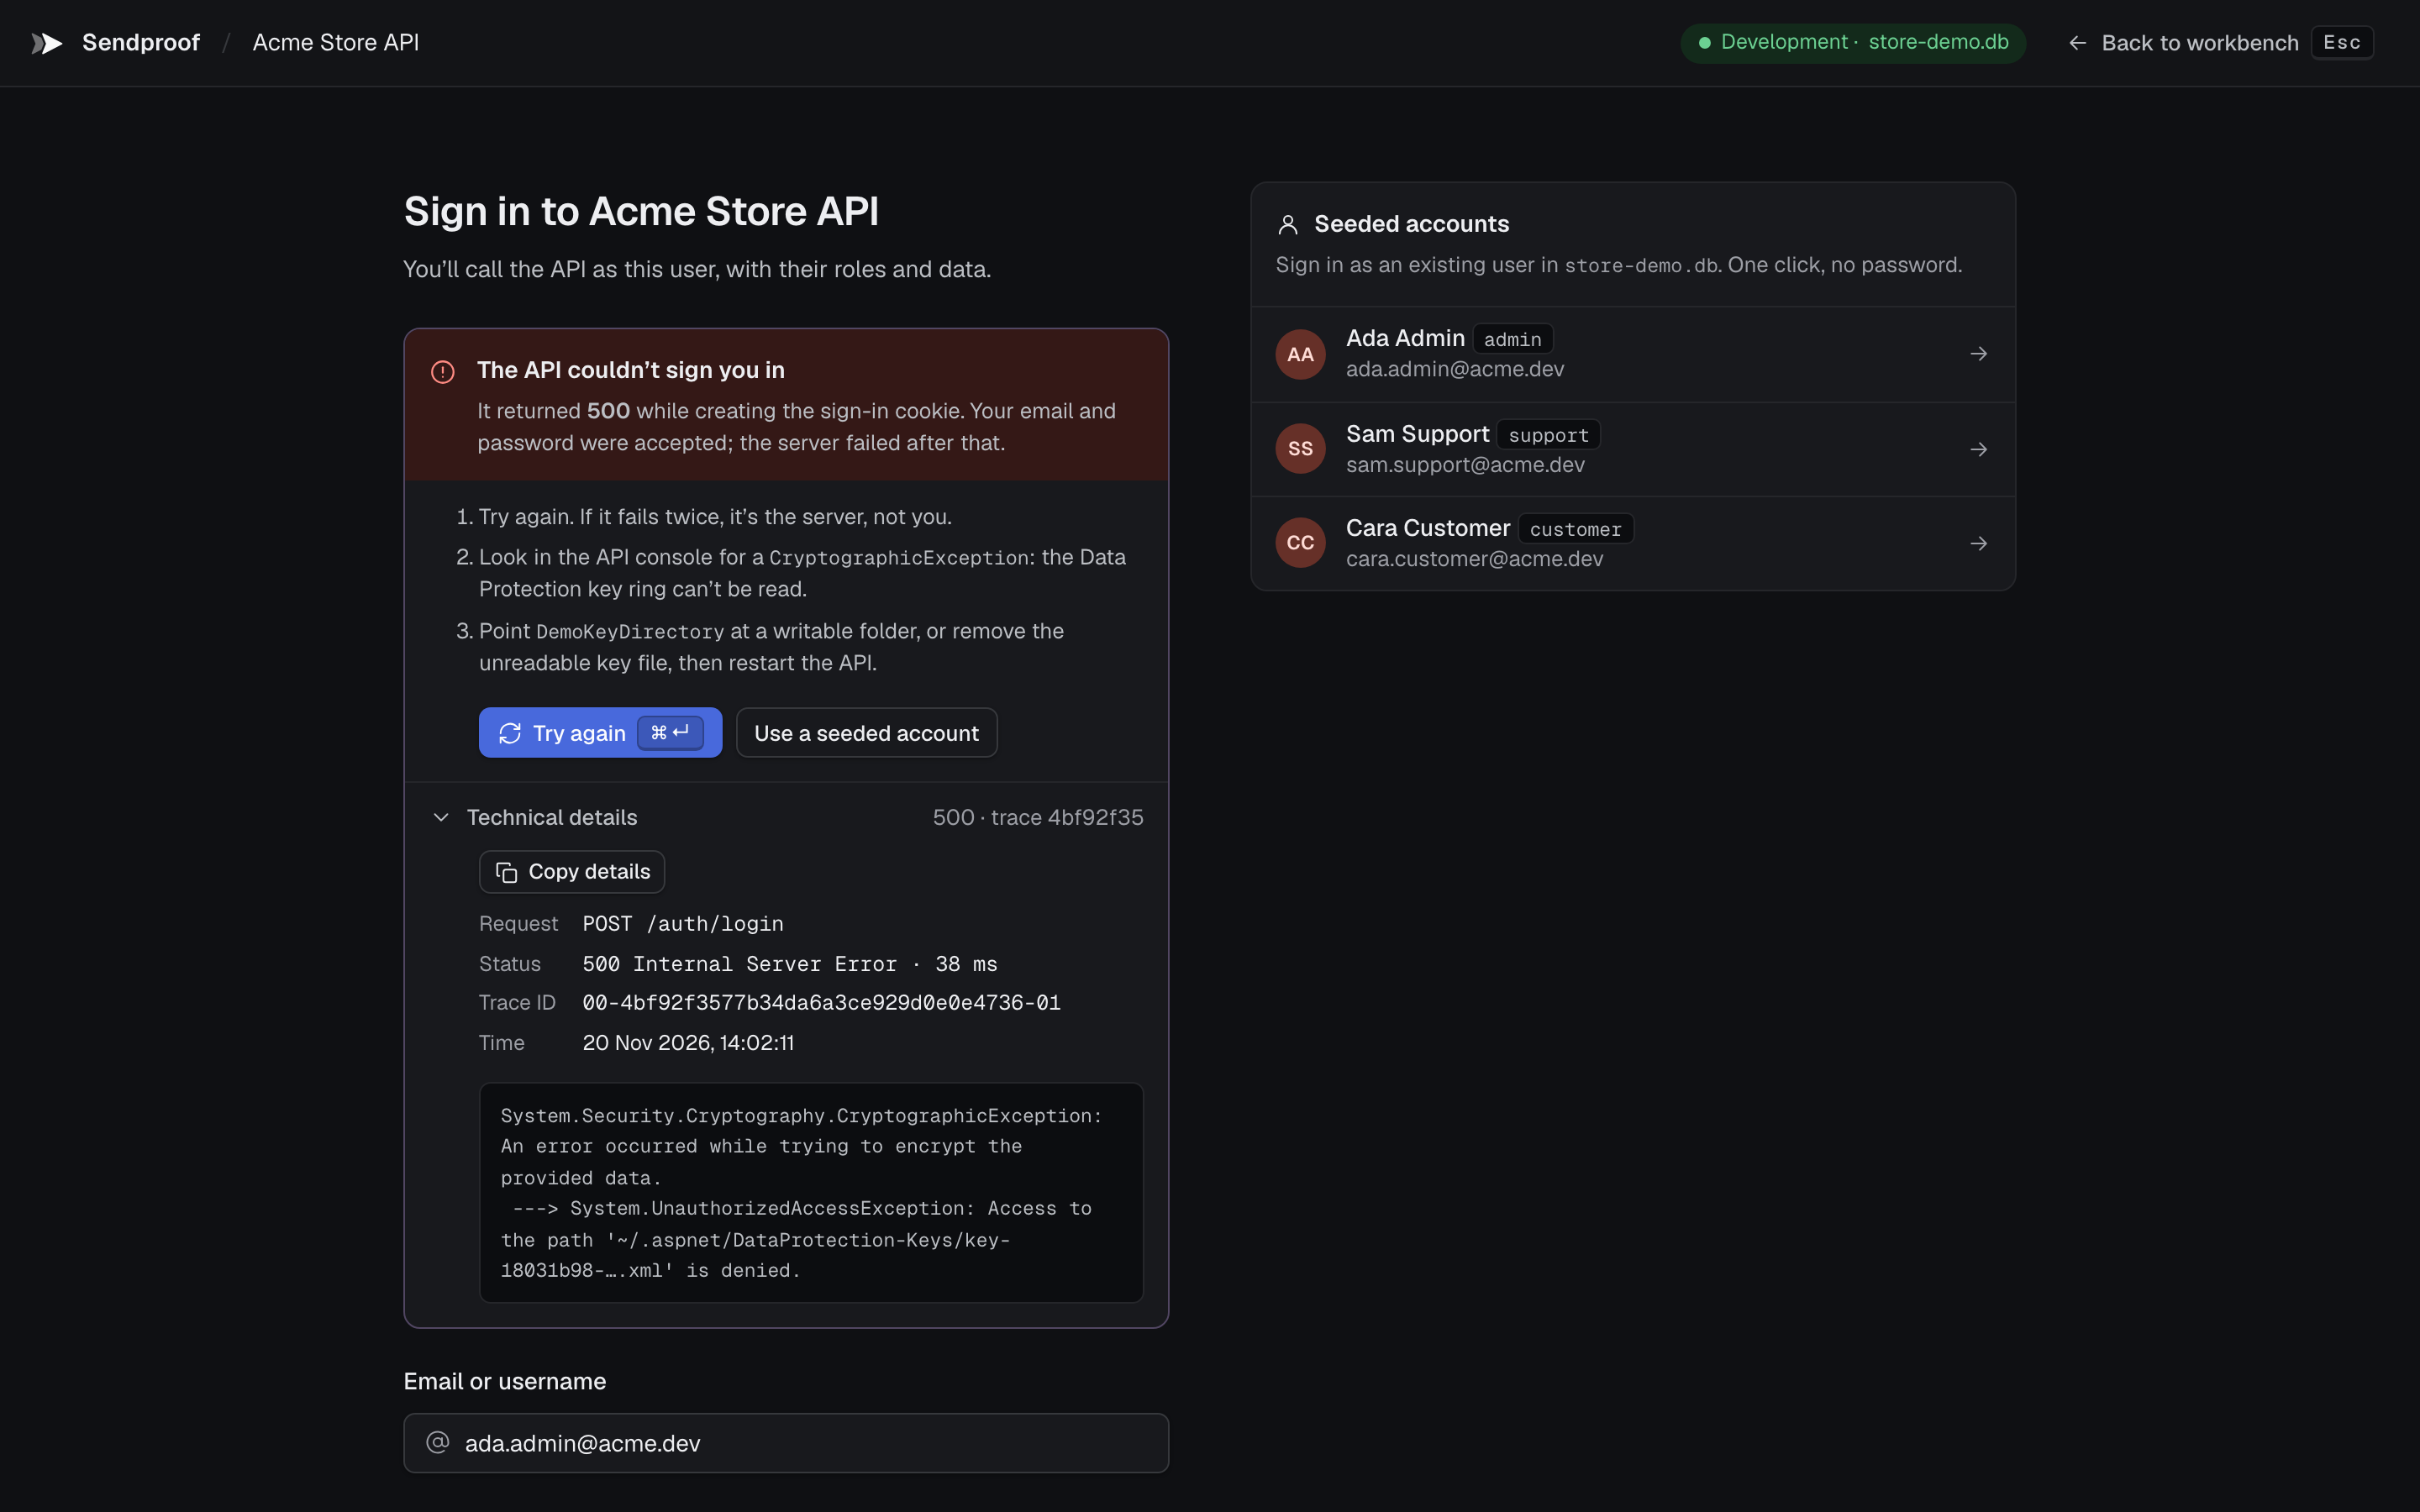 Sendproof / Acme Store API
Development · store-demo.db
← Back to workbench Esc
Sign in to Acme Store API
You’ll call the API as this user, with their roles and data.
The API couldn’t sign you in
It returned 500 while creating the sign-in cookie. Your email and
password were accepted; the server failed after that.
1. Try again. If it fails twice, it’s the server, not you.
2. Look in the API console for a CryptographicException: the Data
Protection key ring can’t be read.
3. Point DemoKeyDirectory at a writable folder, or remove the
unreadable key file, then restart the API.
Try again ⌘ ↵
Use a seeded account
Technical details
500 · trace 4bf92f35
Copy details
Request POST /auth/login
Status 500 Internal Server Error · 38 ms
Trace ID 00-4bf92f3577b34da6a3ce929d0e0e4736-01
Time 20 Nov 2026, 14:02:11
System.Security.Cryptography.CryptographicException:
An error occurred while trying to encrypt the
provided data.
---> System.UnauthorizedAccessException: Access to
the path '~/.aspnet/DataProtection-Keys/key-
18031b98-….xml' is denied.
Email or username
@ ada.admin@acme.dev
Seeded accounts
Sign in as an existing user in store-demo.db. One click, no password.
AA
Ada Admin admin
ada.admin@acme.dev
SS
Sam Support support
sam.support@acme.dev
CC
Cara Customer customer
cara.customer@acme.dev